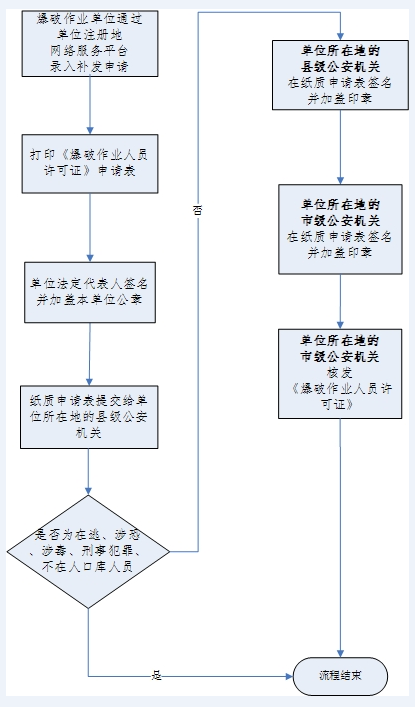 爆破作业单位通过
单位注册地
网络服务平台
录入补发申请
打印《爆破作业人员
许可证》申请表
单位法定代表人签名
并加盖本单位公章
纸质申请表提交给单
位所在地的县级公安
机关
是否为在逃、涉恐
、涉毒、刑事犯罪、
不在人口库人员
否
是
单位所在地的
县级公安机关
在纸质申请表签名
并加盖印章
单位所在地的
市级公安机关
在纸质申请表签名
并加盖印章
单位所在地的
市级公安机关
核发
《爆破作业人员许
可证》
流程结束